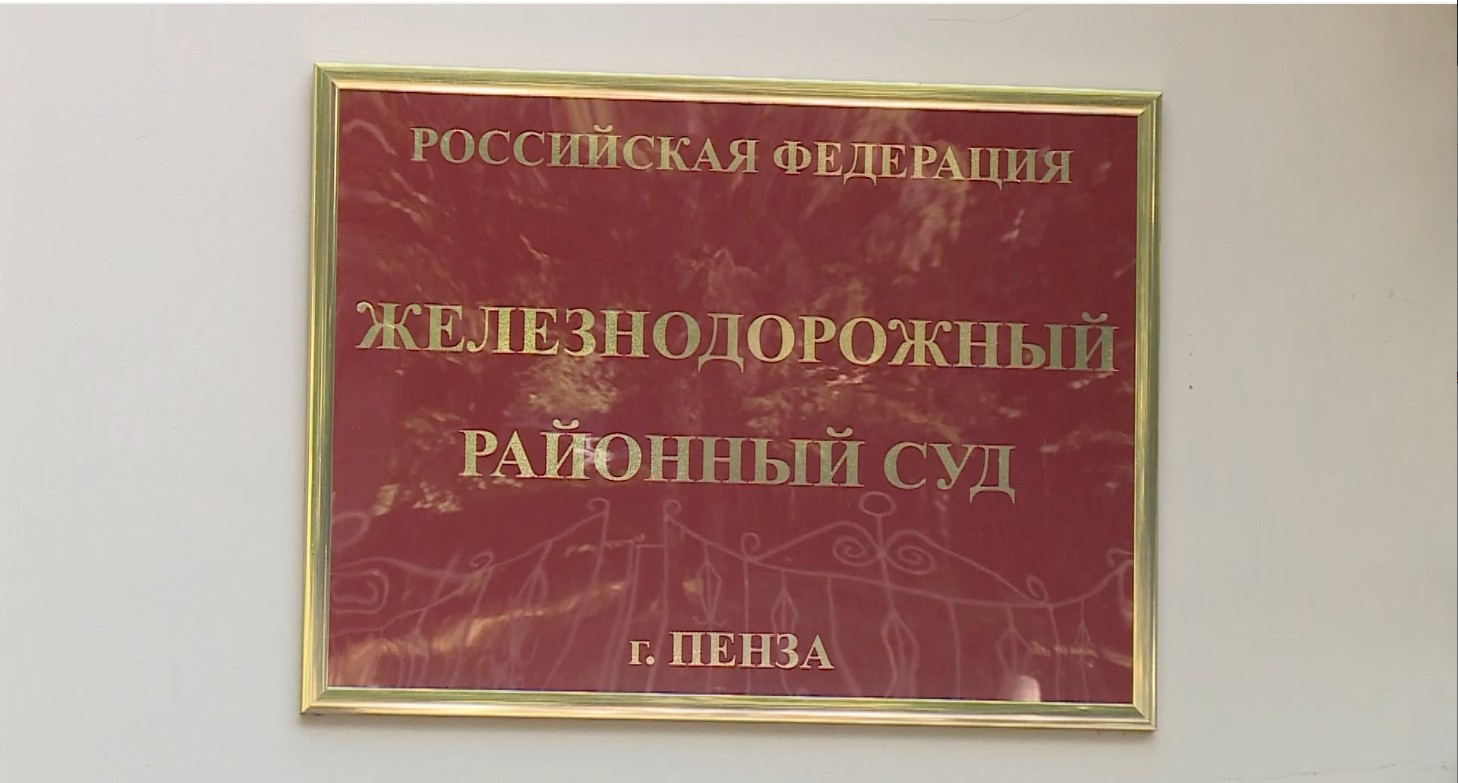 РОССИЙСКАЯ ФЕДЕРАЦИЯ
ЖЕЛЕЗНОДОРОЖНЫЙ
РАЙОННЫЙ СУД
г. ПЕНЗА